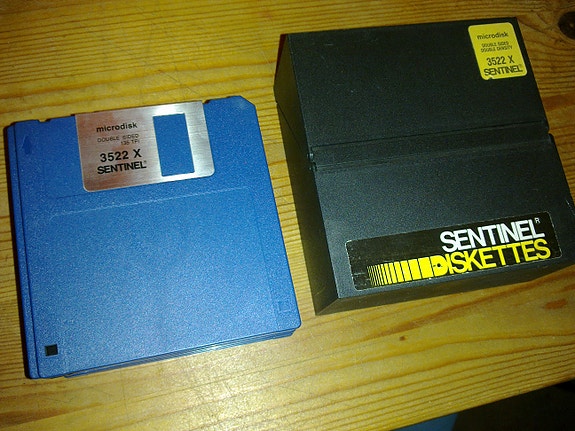 microdisk
DOUBLE SIDED
135 TPI
3522 X
SENTINEL
microdisk
DOUBLE SIDED
DOUBLE DENSITY
3522 X
SENTINEL
SENTINEL R
DISKETTES